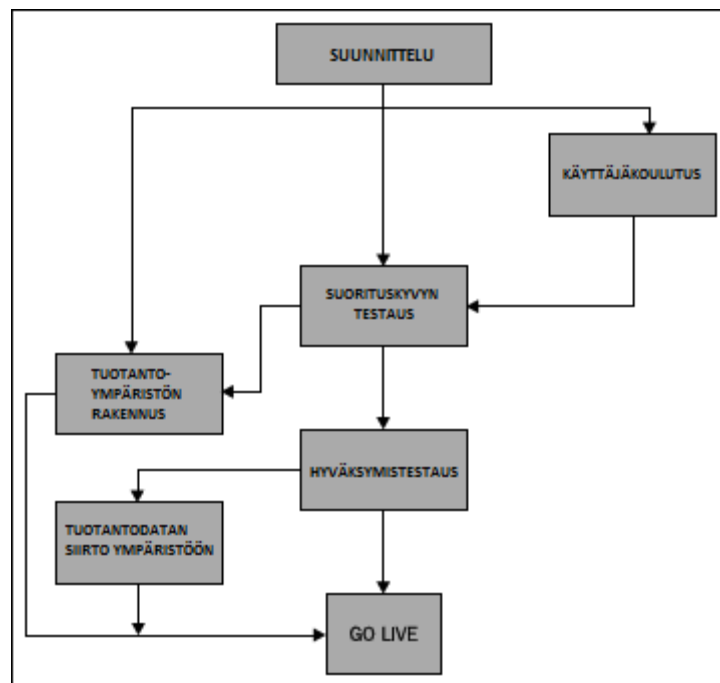 SUUNNITTELU
KÄYTTÄJÄKOULUTUS
SUORITUSKYVYN
TESTAUS
TUOTANTO-
YMPÄRISTÖN
RAKENNUS
HYVÄKSYMISTESTAUS
TUOTANTODATAN
SIIRTO YMPÄRISTÖÖN
GO LIVE